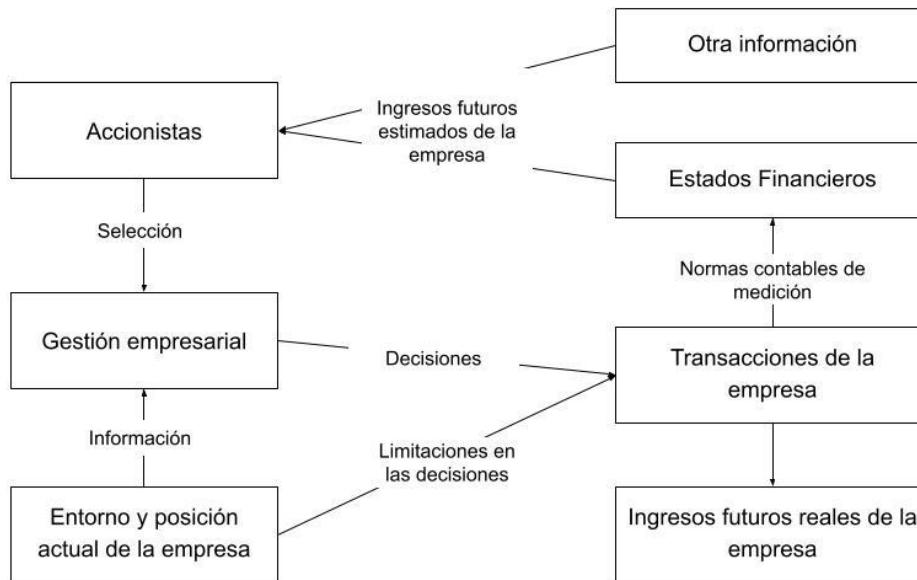 Otra información
Accionistas
Ingresos futuros
estimados de la
empresa
Estados Financieros
Selección
Normas contables de
medición
Gestión empresarial
Decisiones
Transacciones de la
empresa
Información
Limitaciones en
las decisiones
Entorno y posición
actual de la empresa
Ingresos futuros reales de la
empresa